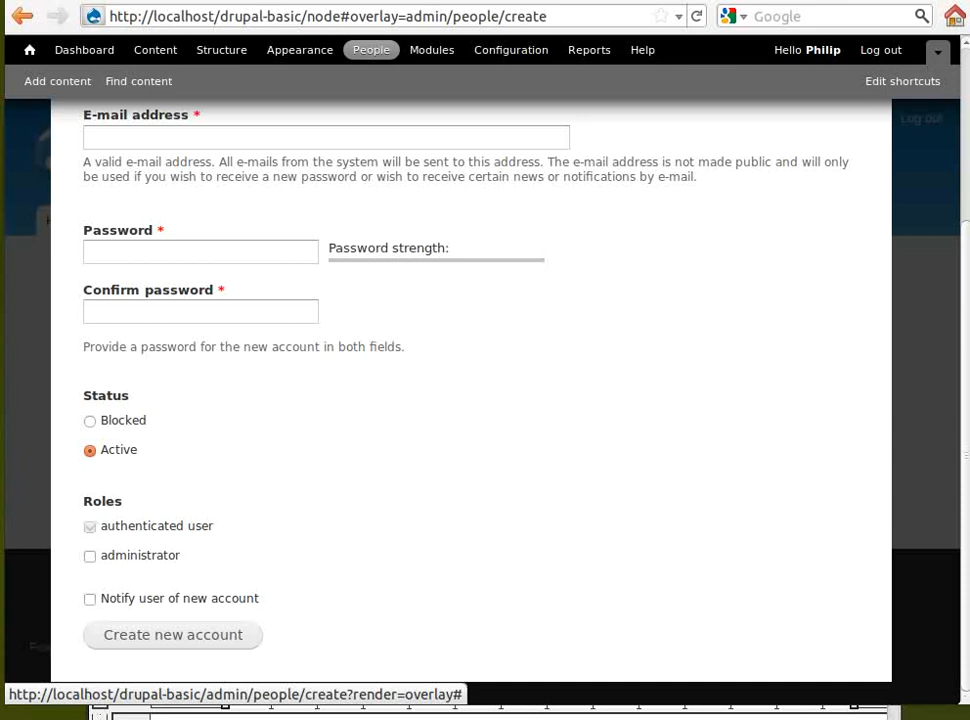 http://localhost/drupal-basic/node#overlay=admin/people/create
Google
Dashboard Content Structure Appearance People Modules Configuration Reports Help Hello Philip Log out
Add content Find content Edit shortcuts
Log out
E-mail address *
A valid e-mail address. All e-mails from the system will be sent to this address. The e-mail address is not made public and will only
be used if you wish to receive a new password or wish to receive certain news or notifications by e-mail.
Password *
Password strength:
Confirm password *
Provide a password for the new account in both fields.
Status
Blocked
Active
Roles
authenticated user
administrator
Notify user of new account
Create new account
http://localhost/drupal-basic/admin/people/create?render=overlay#